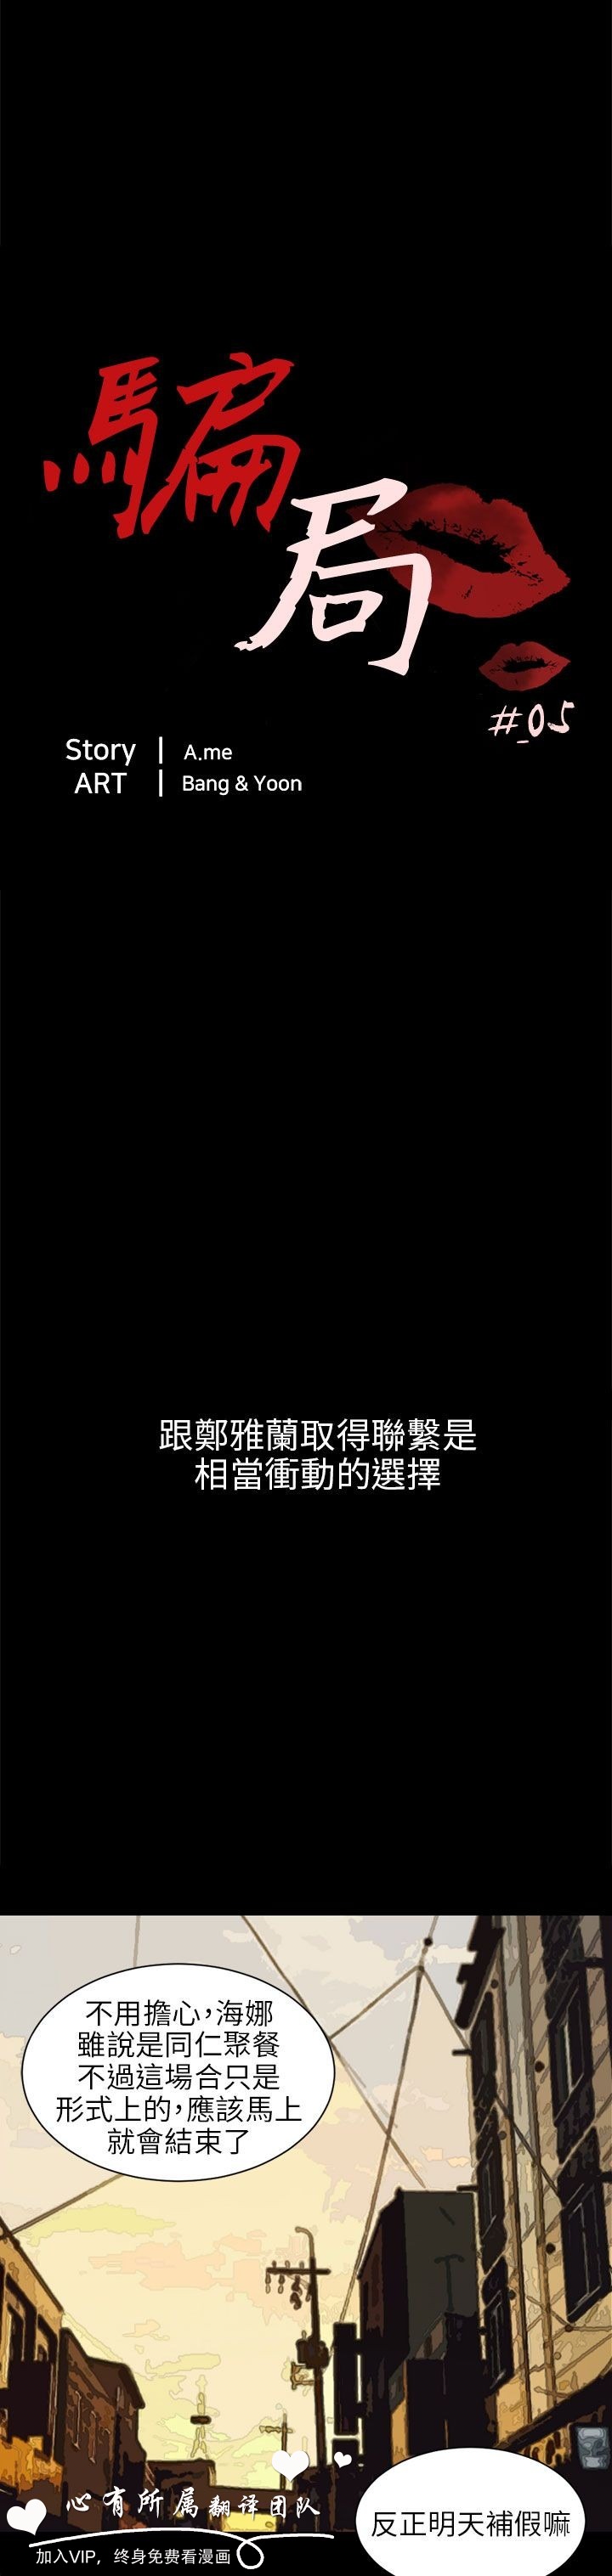 騙
局
#_05
Story | A.me
ART | Bang & Yoon
跟鄭雅蘭取得聯繫是
相當衝動的選擇
不用擔心,海娜
雖說是同仁聚餐
不過這場合只是
形式上的,應該馬上
就會結束了
反正明天補假嘛
心有所属翻译团队
加入VIP，终身免费看漫画